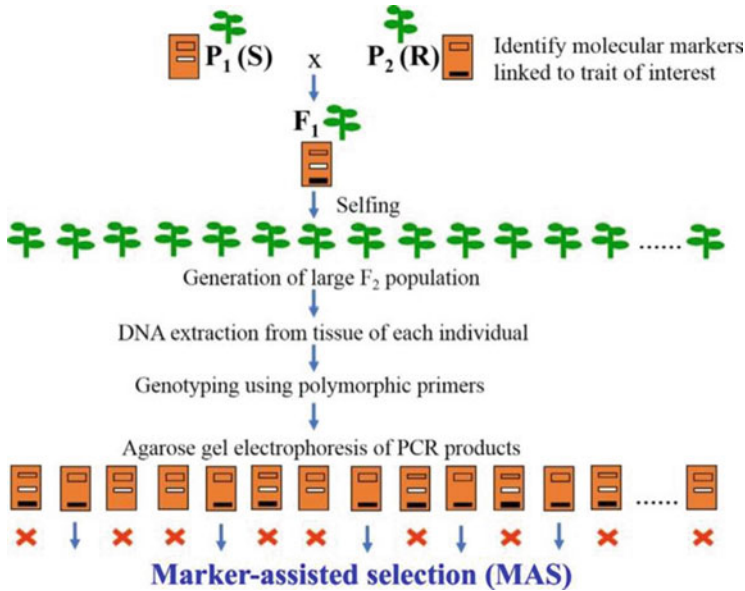 P1 (S) x P2 (R) Identify molecular markers
linked to trait of interest
F1
Selfing
......
Generation of large F2 population
DNA extraction from tissue of each individual
Genotyping using polymorphic primers
Agarose gel electrophoresis of PCR products
......
Marker-assisted selection (MAS)